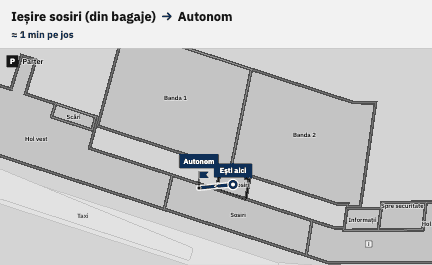 Ieșire sosiri (din bagaje) → Autonom
≈ 1 min pe jos
P Parter
Banda 1
Scări
Banda 2
Hol vest
Autonom
Ești aici
Spre securitate
Sosiri
Taxi
Informații
Hol
i